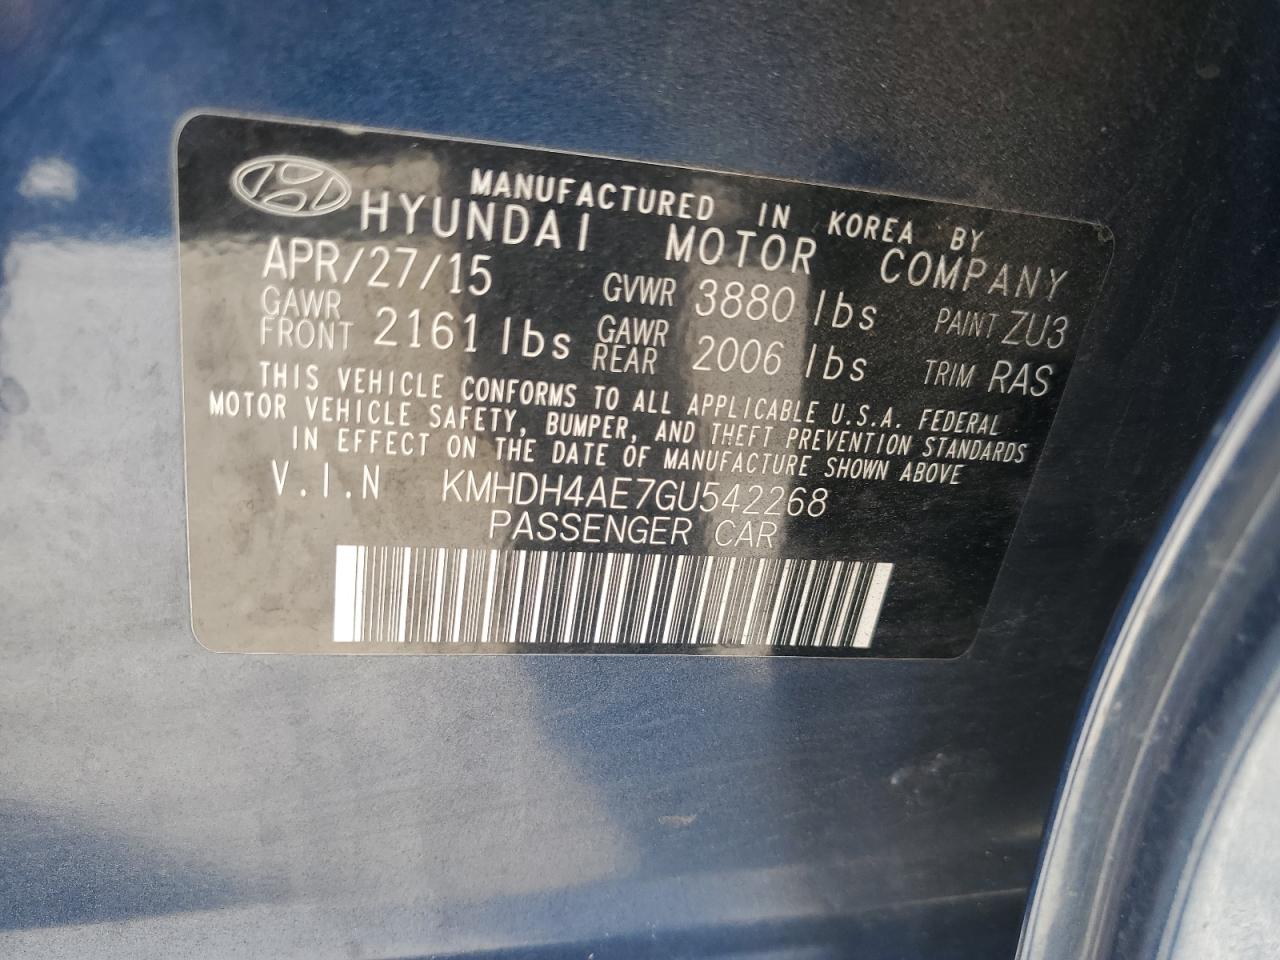 MANUFACTURED IN KOREA BY
HYUNDAI MOTOR COMPANY
APR/27/15 GVWR 3880 lbs PAINT ZU3
GAWR FRONT 2161 lbs GAWR REAR 2006 lbs TRIM RAS
THIS VEHICLE CONFORMS TO ALL APPLICABLE U.S.A. FEDERAL
MOTOR VEHICLE SAFETY, BUMPER, AND THEFT PREVENTION STANDARDS
IN EFFECT ON THE DATE OF MANUFACTURE SHOWN ABOVE
V.I.N KMHDH4AE7GU542268
PASSENGER CAR